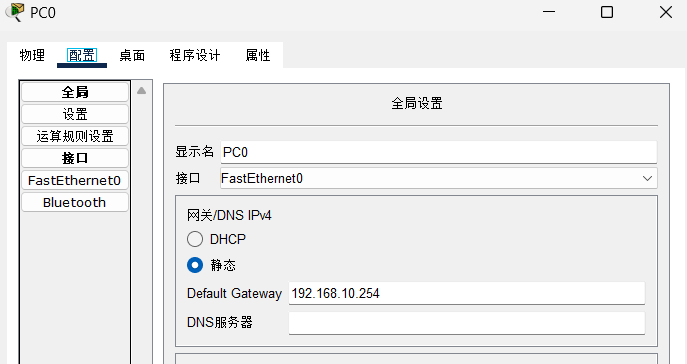 PC0
物理 配置 桌面 程序设计 属性
全局
设置
运算规则设置
接口
FastEthernet0
Bluetooth
全局设置
显示名 PC0
接口 FastEthernet0
网关/DNS IPv4
DHCP
静态
Default Gateway 192.168.10.254
DNS服务器